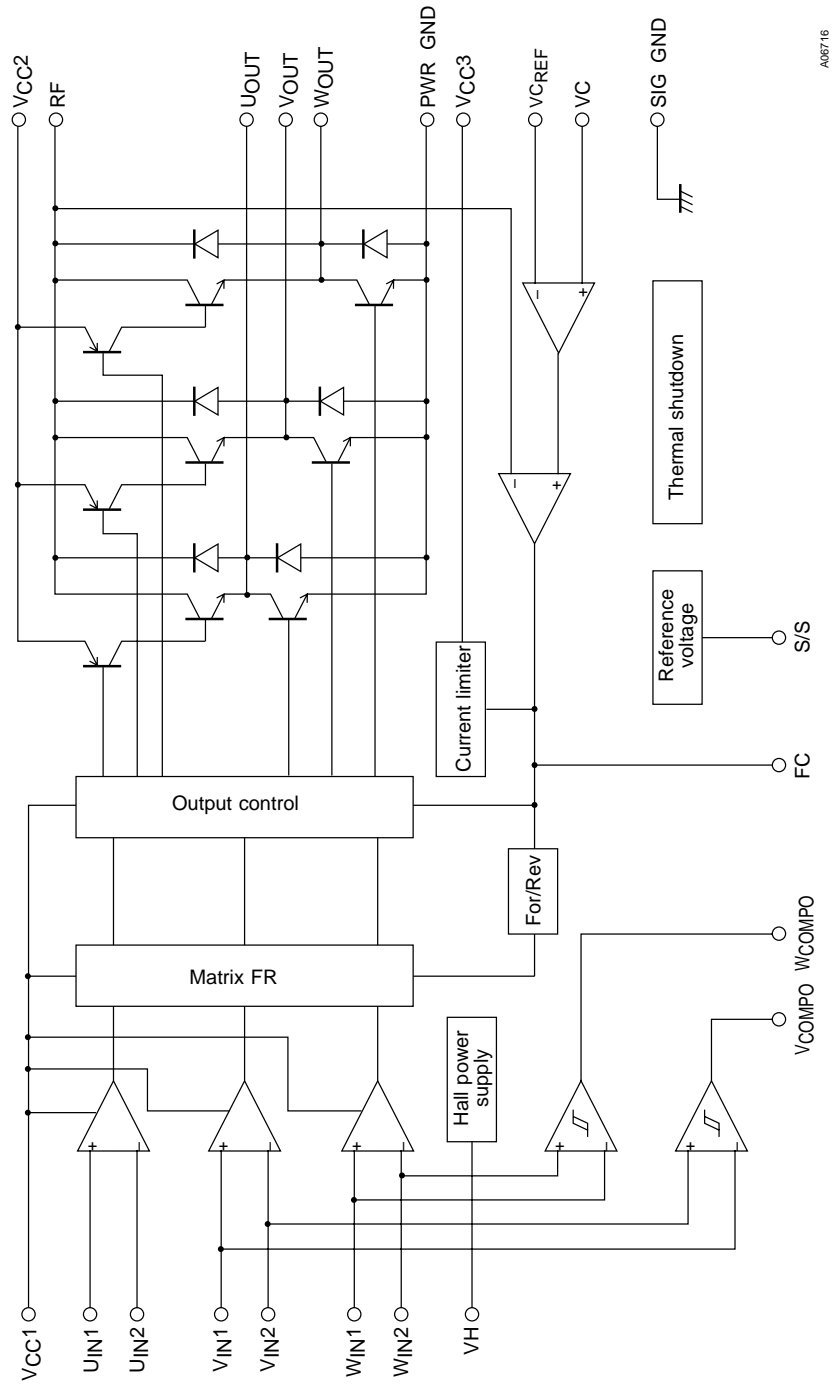 VCC1
UIN1
UIN2
VIN1
VIN2
WIN1
WIN2
VH
+
−
+
−
+
−
Hall power
supply
+
−
+
−
VCOMPO
WCOMPO
Matrix FR
For/Rev
Output control
Current limiter
FC
S/S
Reference
voltage
Thermal shutdown
−
+
−
+
VCC2
RF
UOUT
VOUT
WOUT
PWR GND
VCC3
VCREF
VC
SIG GND
A06716